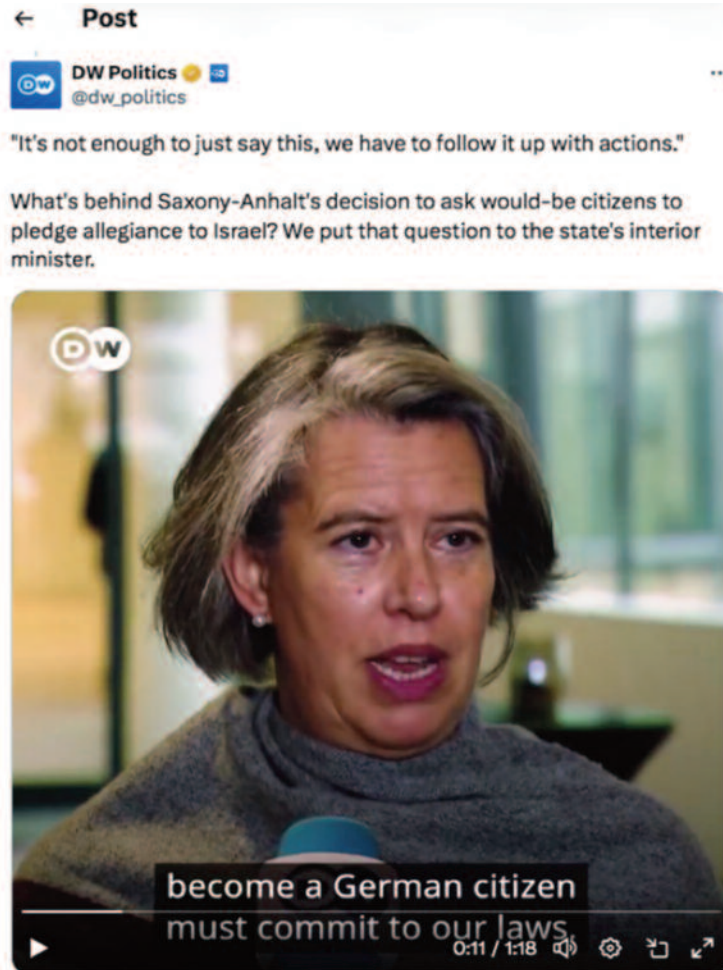 Post
DW Politics
@dw_politics
"It's not enough to just say this, we have to follow it up with actions."
What's behind Saxony-Anhalt's decision to ask would-be citizens to
pledge allegiance to Israel? We put that question to the state's interior
minister.
DW
become a German citizen
must commit to our laws,
0:11 / 1:18